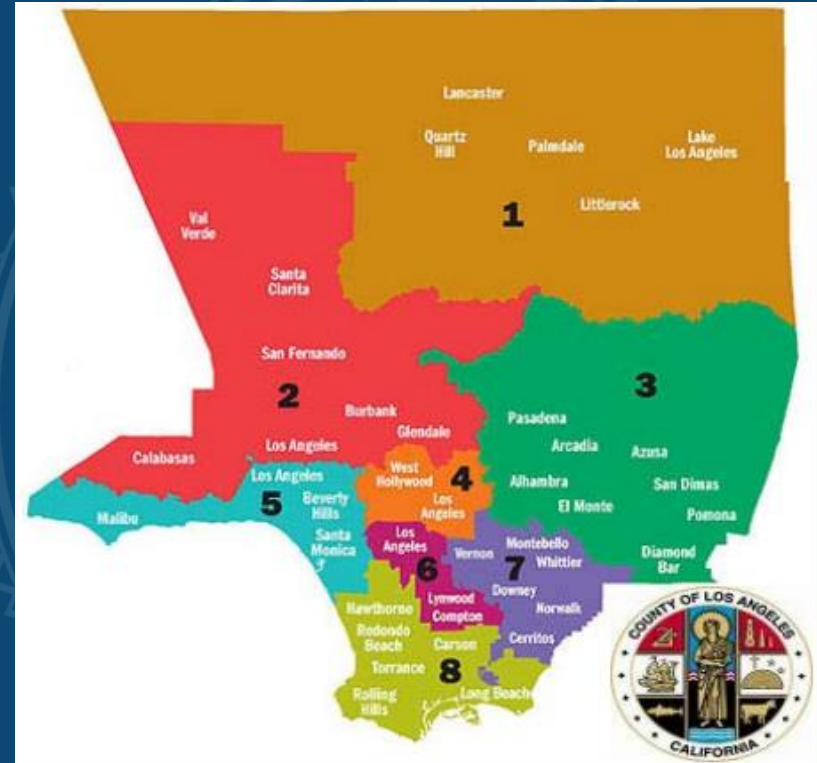 Lancaster
Quartz
Hill
Palmdale
Lake
Los Angeles
Littlerock
1
Val
Verde
Santa
Clarita
San Fernando
2
Burbank
Glendale
Los Angeles
Calabasas
3
Pasadena
Arcadia
Azusa
Alhambra
San Dimas
El Monte
Pomona
Diamond
Bar
West
Hollywood
4
Los
Angeles
Los Angeles
5
Beverly
Hills
Malibu
Santa
Monica
Los
Angeles
6
Lynwood
Compton
Vernon
Montebello
7
Whittier
Downey
Norwalk
Cerritos
Hawthorne
Redondo
Beach
Carson
Torrance
8
Rolling
Hills
Long Beach
COUNTY OF LOS ANGELES
CALIFORNIA